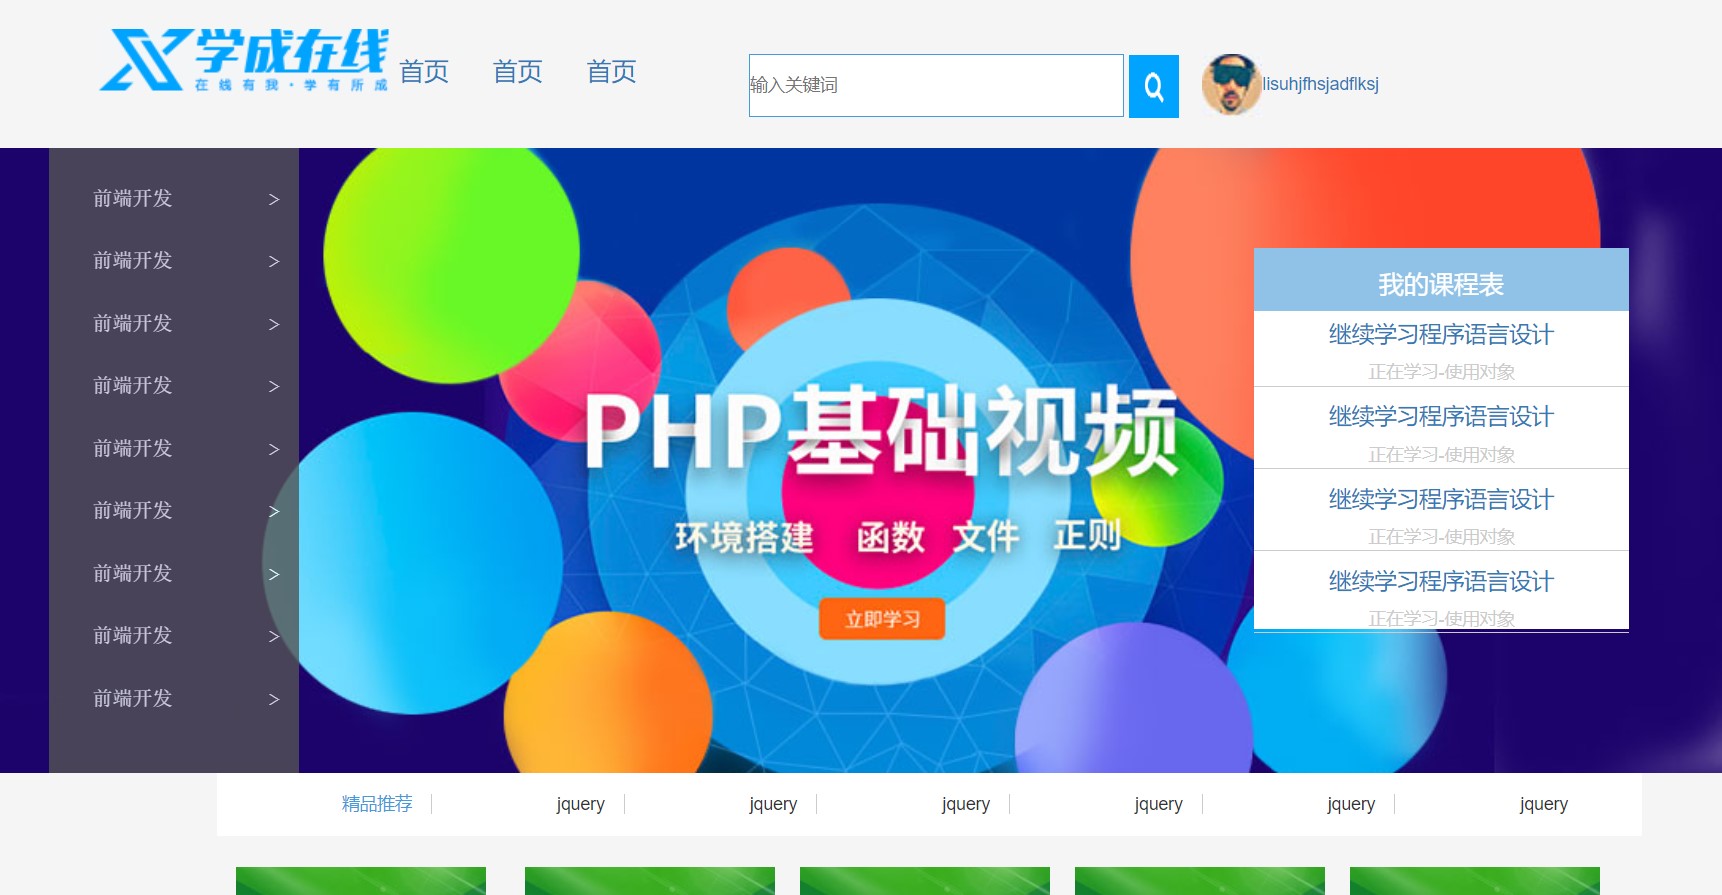 学成在线
在线有我·学有所成
首页 首页 首页
输入关键词
lisuhjfhsjadflksj
前端开发 >
前端开发 >
前端开发 >
前端开发 >
前端开发 >
前端开发 >
前端开发 >
前端开发 >
前端开发 >
PHP基础视频
环境搭建 函数 文件 正则
立即学习
我的课程表
继续学习程序语言设计
正在学习-使用对象
继续学习程序语言设计
正在学习-使用对象
继续学习程序语言设计
正在学习-使用对象
继续学习程序语言设计
正在学习-使用对象
精品推荐 jquery jquery jquery jquery jquery jquery